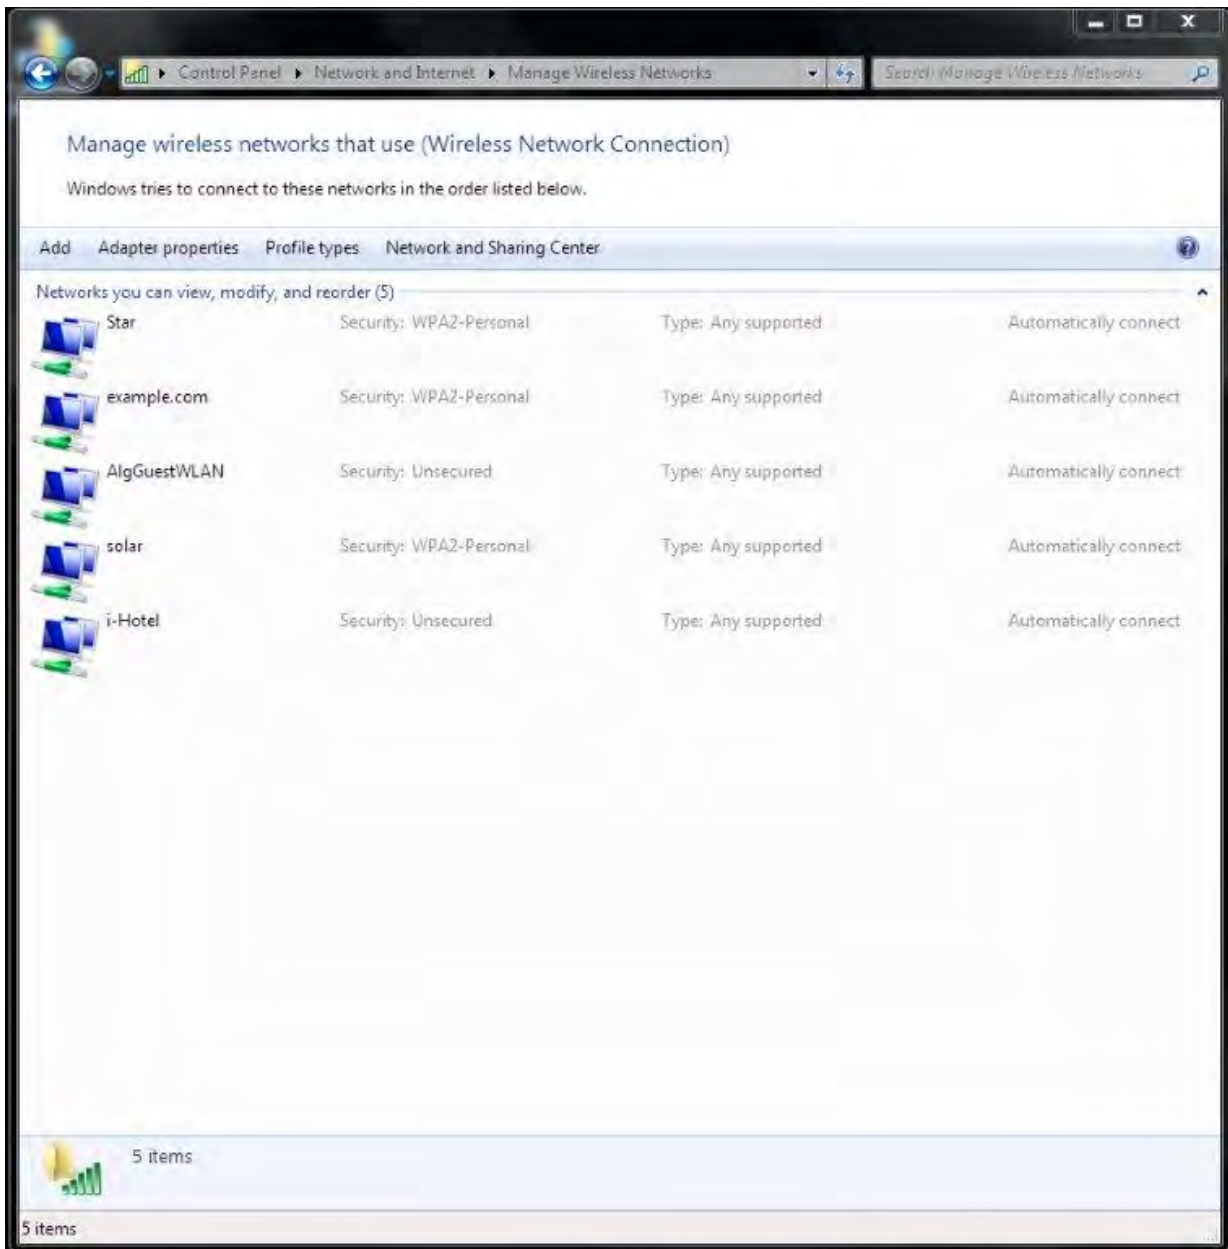 X
Control Panel ▸ Network and Internet ▸ Manage Wireless Networks
Search Manage Wireless Networks
Manage wireless networks that use (Wireless Network Connection)
Windows tries to connect to these networks in the order listed below.
Add Adapter properties Profile types Network and Sharing Center ?
Networks you can view, modify, and reorder (5)
Star Security: WPA2-Personal Type: Any supported Automatically connect
example.com Security: WPA2-Personal Type: Any supported Automatically connect
AlgGuestWLAN Security: Unsecured Type: Any supported Automatically connect
solar Security: WPA2-Personal Type: Any supported Automatically connect
i-Hotel Security: Unsecured Type: Any supported Automatically connect
5 items
5 items